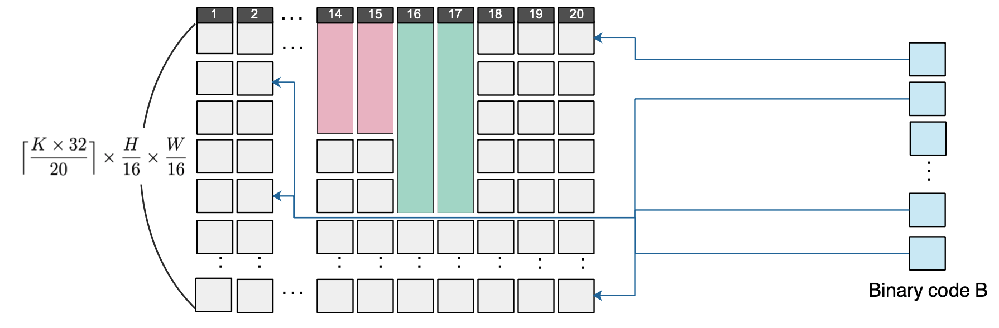 1 2 ... 14 15 16 17 18 19 20
...
⌈K × 32 / 20⌉ × H/16 × W/16
...
Binary code B